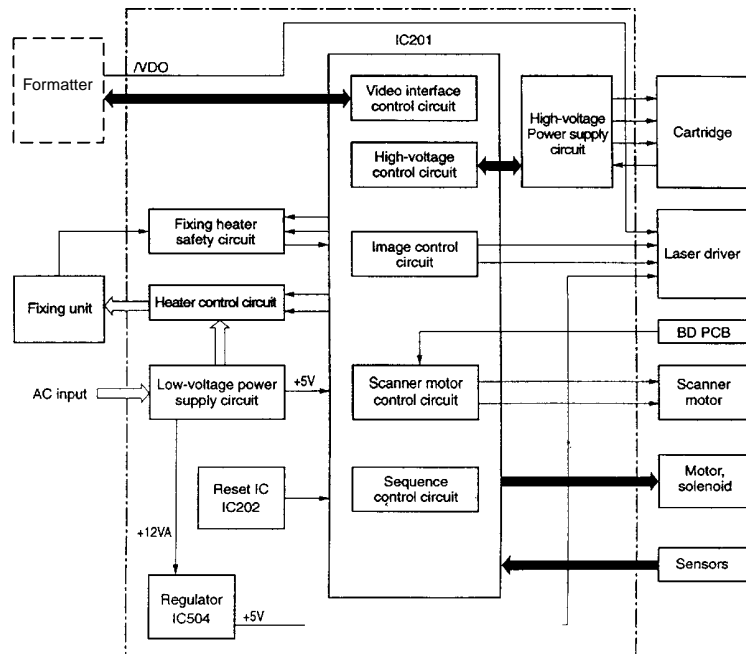 IC201
/VDO
Formatter
Video interface
control circuit
High-voltage
Power supply
circuit
Cartridge
High-voltage
control circuit
Fixing heater
safety circuit
Image control
circuit
Laser driver
Fixing unit
Heater control circuit
BD PCB
AC input
Low-voltage power
supply circuit
+5V
Scanner motor
control circuit
Scanner
motor
Reset IC
IC202
Sequence
control circuit
Motor,
solenoid
+12VA
Sensors
Regulator
IC504
+5V